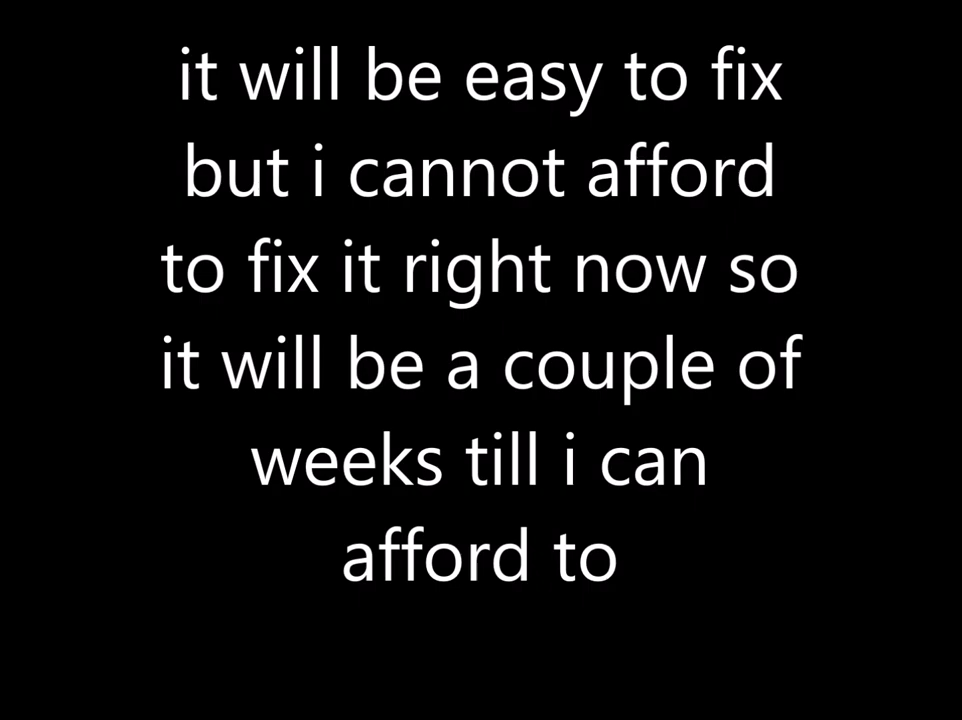 it will be easy to fix
but i cannot afford
to fix it right now so
it will be a couple of
weeks till i can
afford to